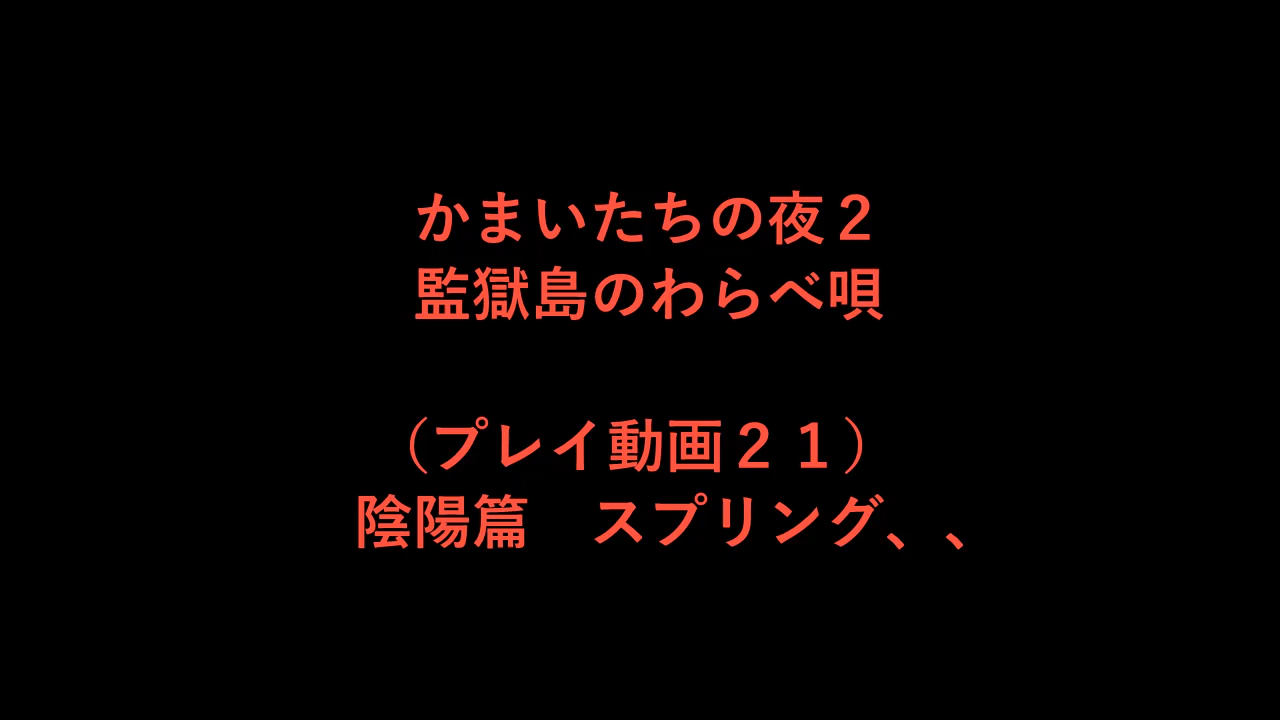 かまいたちの夜２
監獄島のわらべ唄
（プレイ動画２１）
陰陽篇　スプリング、、